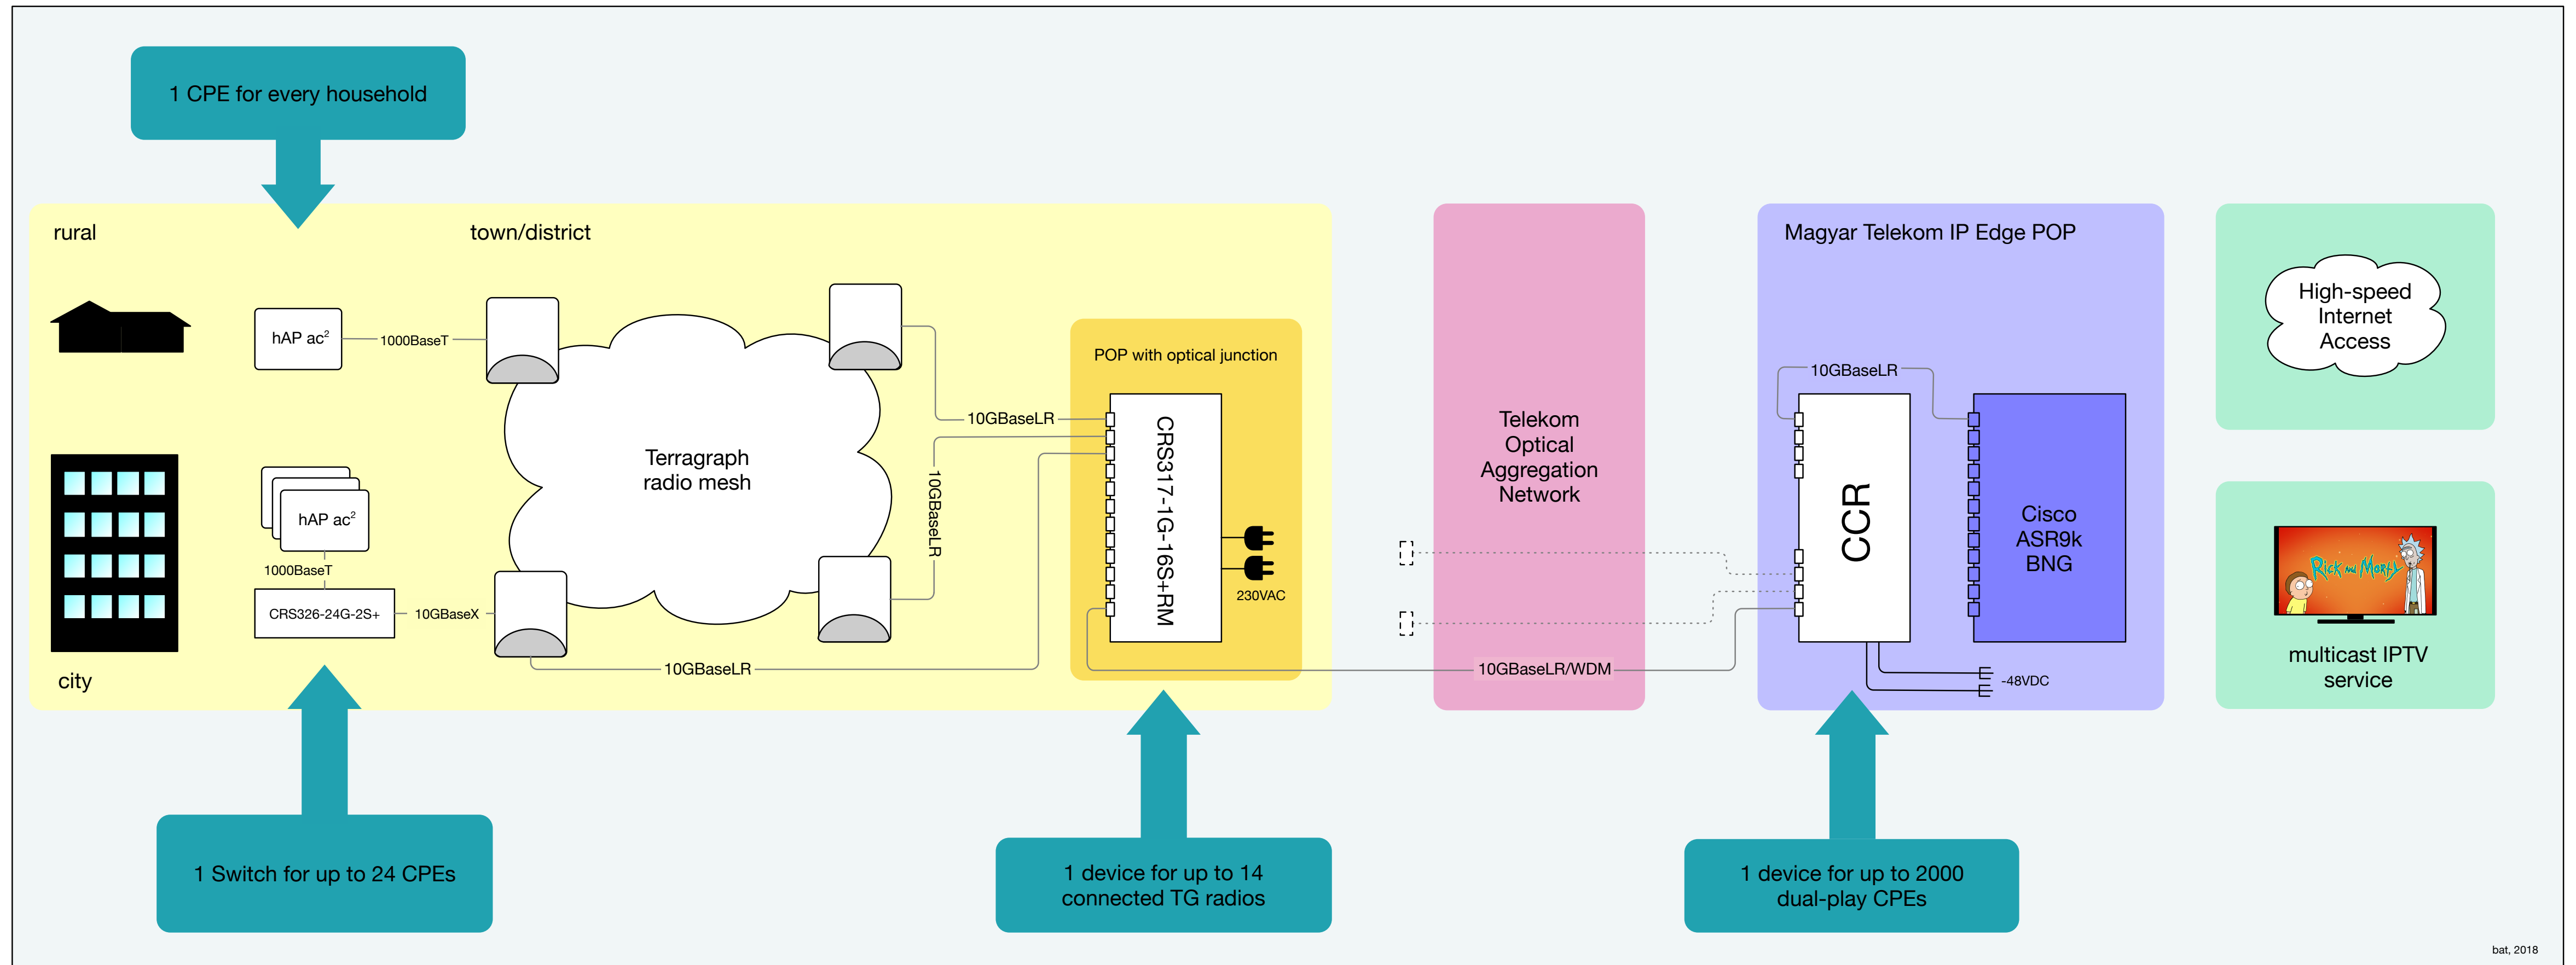 1 CPE for every household
rural
town/district
Magyar Telekom IP Edge POP
hAP ac²
1000BaseT
POP with optical junction
High-speed
Internet
Access
10GBaseLR
10GBaseLR
10GBaseLR
CRS317-1G-16S+RM
Telekom
Optical
Aggregation
Network
CCR
Cisco
ASR9k
BNG
Terragraph
radio mesh
hAP ac²
1000BaseT
CRS326-24G-2S+
10GBaseX
230VAC
Rick and Morty
10GBaseLR
10GBaseLR/WDM
-48VDC
multicast IPTV
service
city
1 Switch for up to 24 CPEs
1 device for up to 14
connected TG radios
1 device for up to 2000
dual-play CPEs
bat, 2018